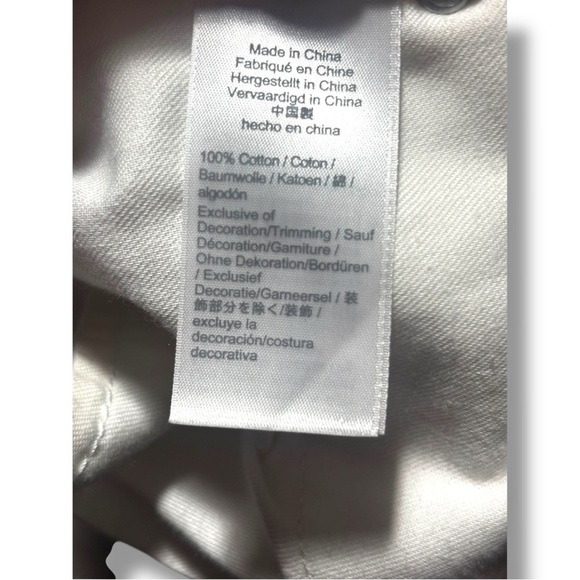 Made in China
Fabriqué en Chine
Hergestellt in China
Vervaardigd in China
中国製
hecho en china
100% Cotton / Coton /
Baumwolle / Katoen / 綿 /
algodón
Exclusive of
Decoration/Trimming / Sauf
Décoration/Garniture /
Ohne Dekoration/Bordüren
/ Exclusief
Decoratie/Garneersel / 装
飾部分を除く/装飾 /
excluye la
decoración/costura
decorativa